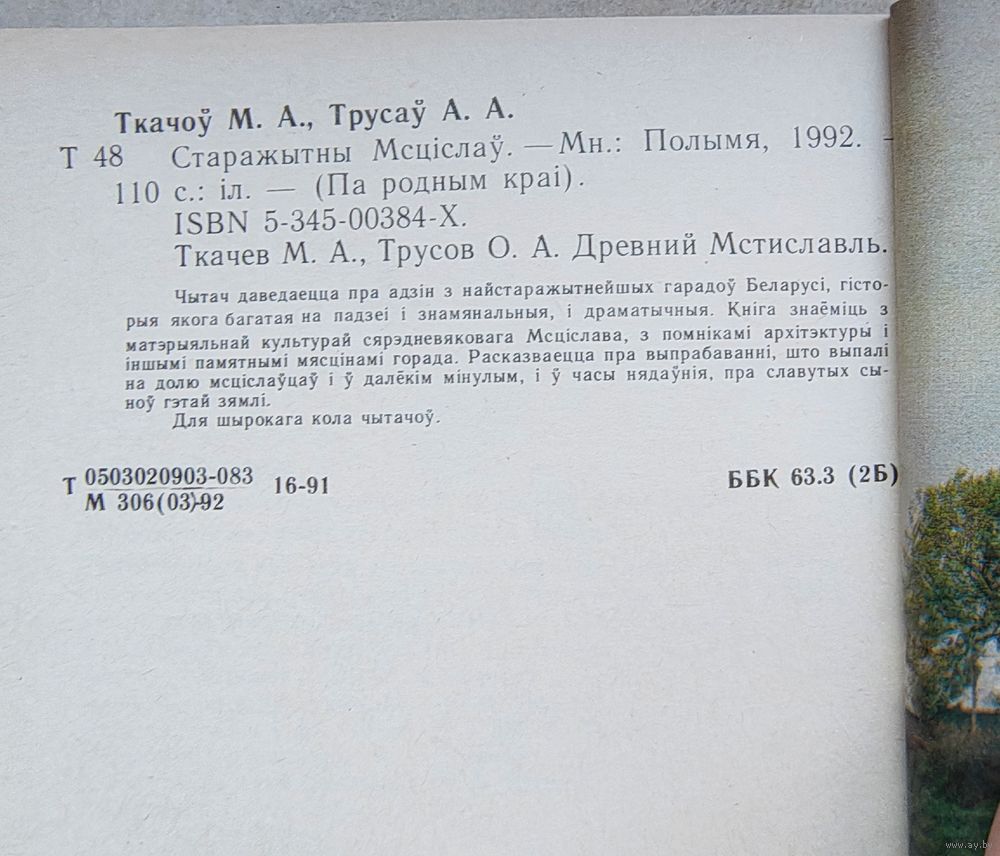 Ткачоў М. А., Трусаў А. А.
Т 48 Старажытны Мсціслаў. — Мн.: Полымя, 1992. -
110 с.: іл. — (Па родным краі).
ISBN 5-345-00384-X.
Ткачев М. А., Трусов О. А. Древний Мстиславль.
Чытач даведаецца пра адзін з найстаражытнейшых гарадоў Беларусі, гісто-
рыя якога багатая на падзеі і знамянальныя, і драматычныя. Кніга знаёміць з
матэрыяльнай культурай сярэдневяковага Мсціслава, з помнікамі архітэктуры і
іншымі памятнымі мясцінамі горада. Расказваецца пра выпрабаванні, што выпалі
на долю мсціслаўцаў і ў далёкім мінулым, і ў часы нядаўнія, пра славутых сы-
ноў гэтай зямлі.
Для шырокага кола чытачоў.
Т 0503020903-083 16-91 ББК 63.3 (2Б)
М 306(03)-92
www.ay.by